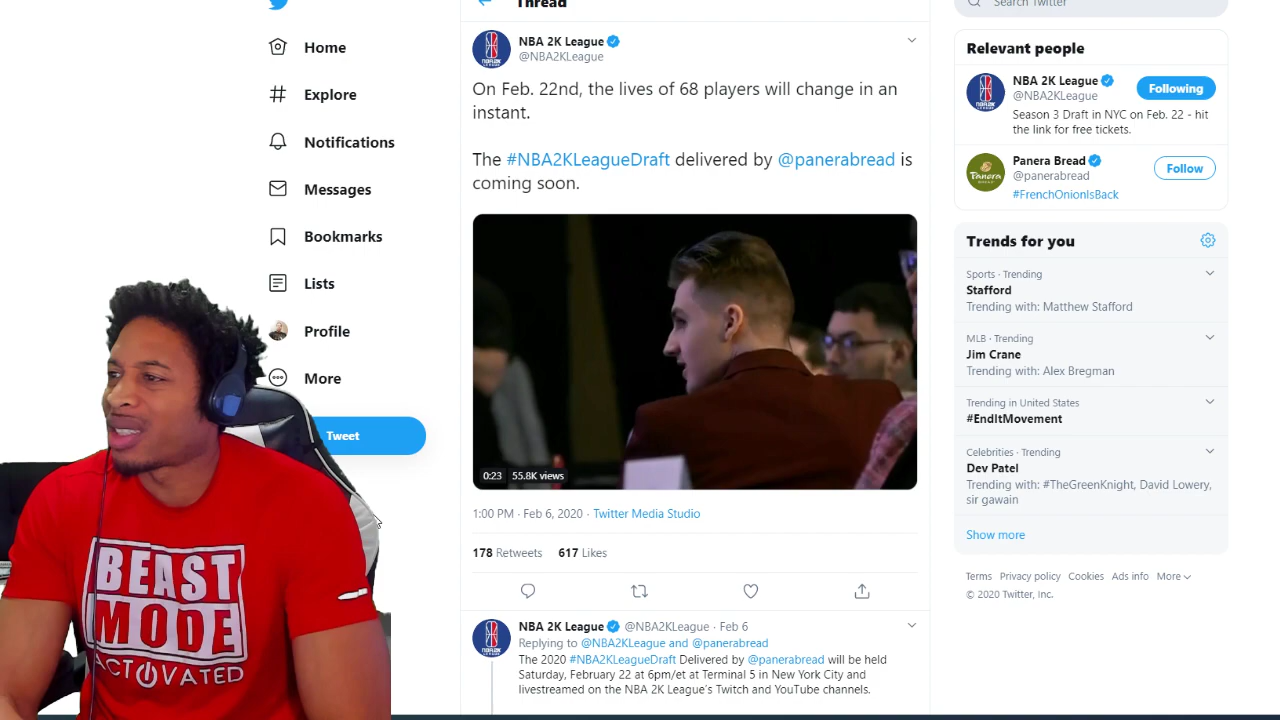 Thread
Search Twitter
Home
Explore
Notifications
Messages
Bookmarks
Lists
Profile
More
Tweet
NBA 2K League
@NBA2KLeague
On Feb. 22nd, the lives of 68 players will change in an
instant.
The #NBA2KLeagueDraft delivered by @panerabread is
coming soon.
0:23 55.8K views
1:00 PM · Feb 6, 2020 · Twitter Media Studio
178 Retweets 617 Likes
NBA 2K League @NBA2KLeague · Feb 6
Replying to @NBA2KLeague and @panerabread
The 2020 #NBA2KLeagueDraft Delivered by @panerabread will be held
Saturday, February 22 at 6pm/et at Terminal 5 in New York City and
livestreamed on the NBA 2K League's Twitch and YouTube channels.
Relevant people
NBA 2K League
@NBA2KLeague
Following
Season 3 Draft in NYC on Feb. 22 - hit
the link for free tickets.
Panera Bread
@panerabread
Follow
#FrenchOnionIsBack
Trends for you
Sports · Trending
Stafford
Trending with: Matthew Stafford
MLB · Trending
Jim Crane
Trending with: Alex Bregman
Trending in United States
#EndItMovement
Celebrities · Trending
Dev Patel
Trending with: #TheGreenKnight, David Lowery,
sir gawain
Show more
Terms Privacy policy Cookies Ads info More
© 2020 Twitter, Inc.
BEAST
MODE
ACTIVATED